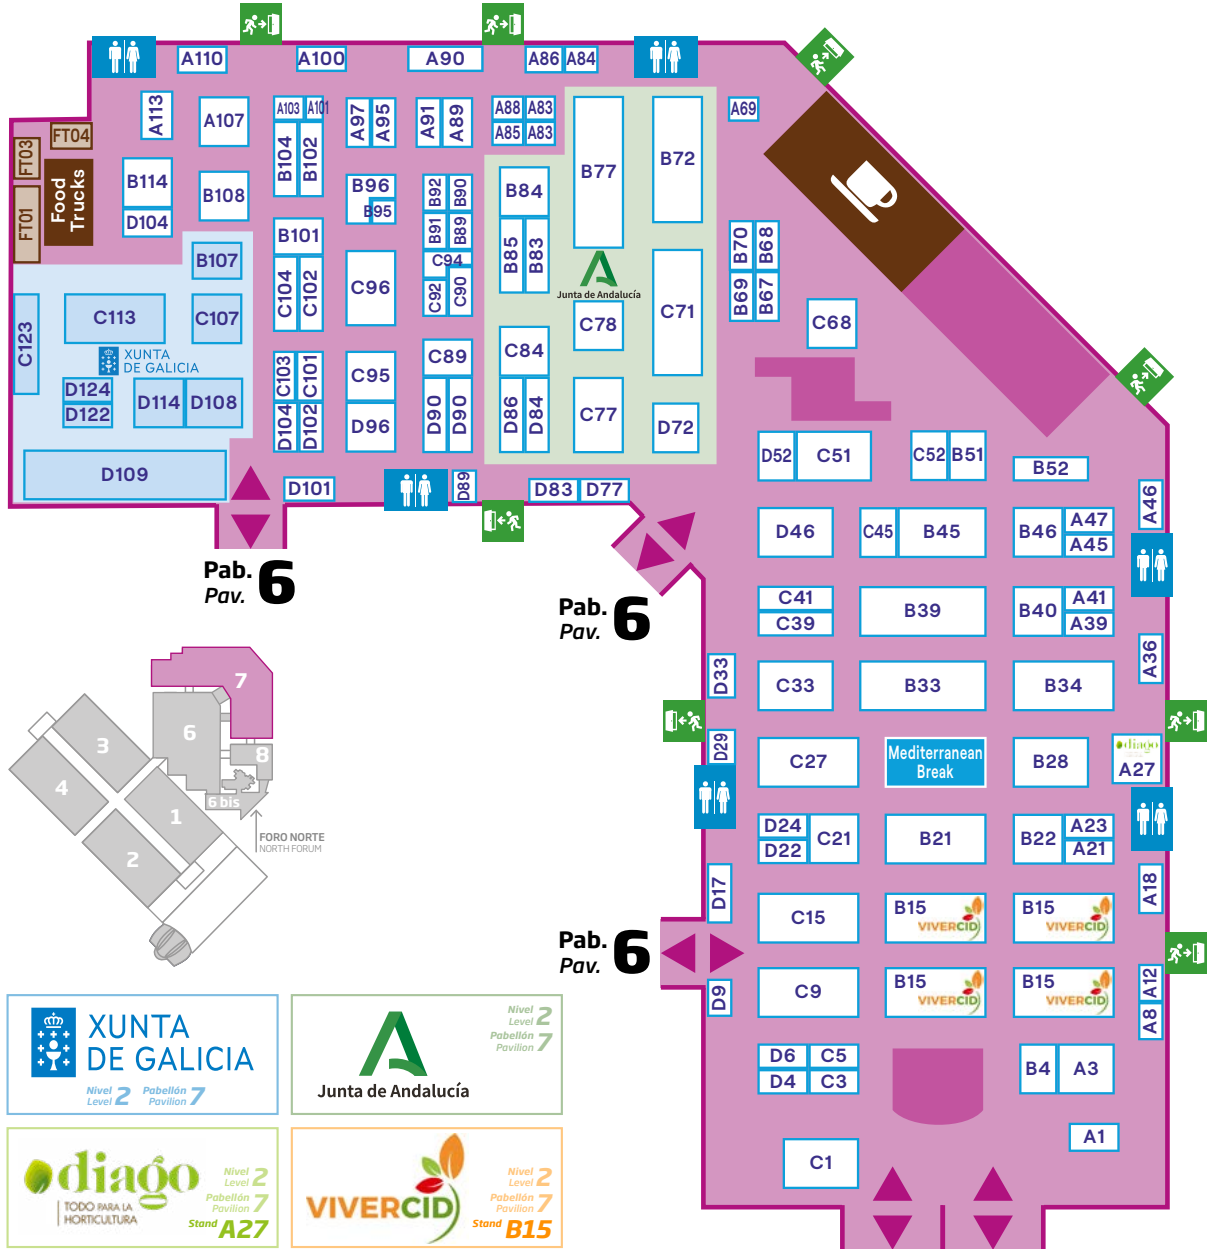 A110
A100
A90
A86
A84
A113
A107
A103
A101
A97
A95
A91
A89
A88
A83
A85
A83
A69
FT04
FT03
FT01
Food
Trucks
B114
D104
B108
B104
B102
B96
B95
B92
B90
B91
B89
B84
B85
B83
B77
B72
B107
B101
C104
C102
C96
C94
C92
C90
Junta de Andalucía
C78
C71
B70
B68
B69
B67
C68
C123
C113
C107
XUNTA
DE GALICIA
D124
D122
D114
D108
C103
C101
D104
D102
C95
D96
C89
D90
D90
C84
D86
D84
C77
D72
D109
D101
D89
D83
D77
D52
C51
C52
B51
B52
A46
D46
C45
B45
B46
A47
A45
Pab.
Pav.
6
Pab.
Pav.
6
C41
C39
B39
B40
A41
A39
D33
C33
B33
B34
A36
D29
C27
Mediterranean
Break
B28
diago
A27
D24
D22
C21
B21
B22
A23
A21
D17
C15
B15
VIVERCID
B15
VIVERCID
A18
Pab.
Pav.
6
D9
C9
B15
VIVERCID
B15
VIVERCID
A12
A8
D6
C5
D4
C3
B4
A3
A1
C1
7
6
3
8
4
6 bis
1
2
FORO NORTE
NORTH FORUM
XUNTA
DE GALICIA
Nivel
Level 2
Pabellón
Pavilion 7
Junta de Andalucía
Nivel
Level 2
Pabellón
Pavilion 7
diago
TODO PARA LA
HORTICULTURA
Nivel
Level 2
Pabellón
Pavilion 7
Stand A27
VIVERCID
Nivel
Level 2
Pabellón
Pavilion 7
Stand B15